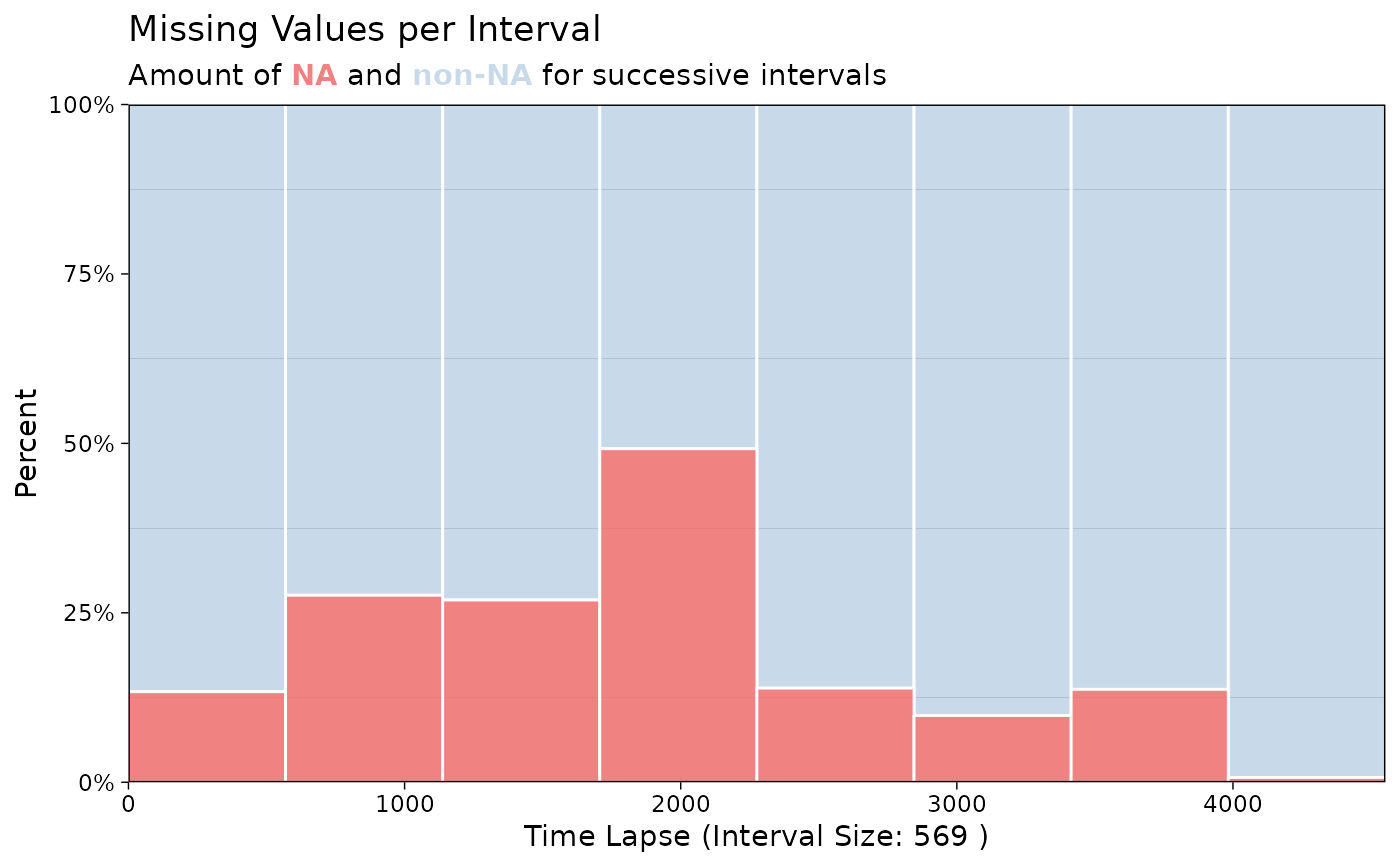 Missing Values per Interval
Amount of NA and non-NA for successive intervals
100%
75%
50%
25%
0%
Percent
0 1000 2000 3000 4000
Time Lapse (Interval Size: 569 )